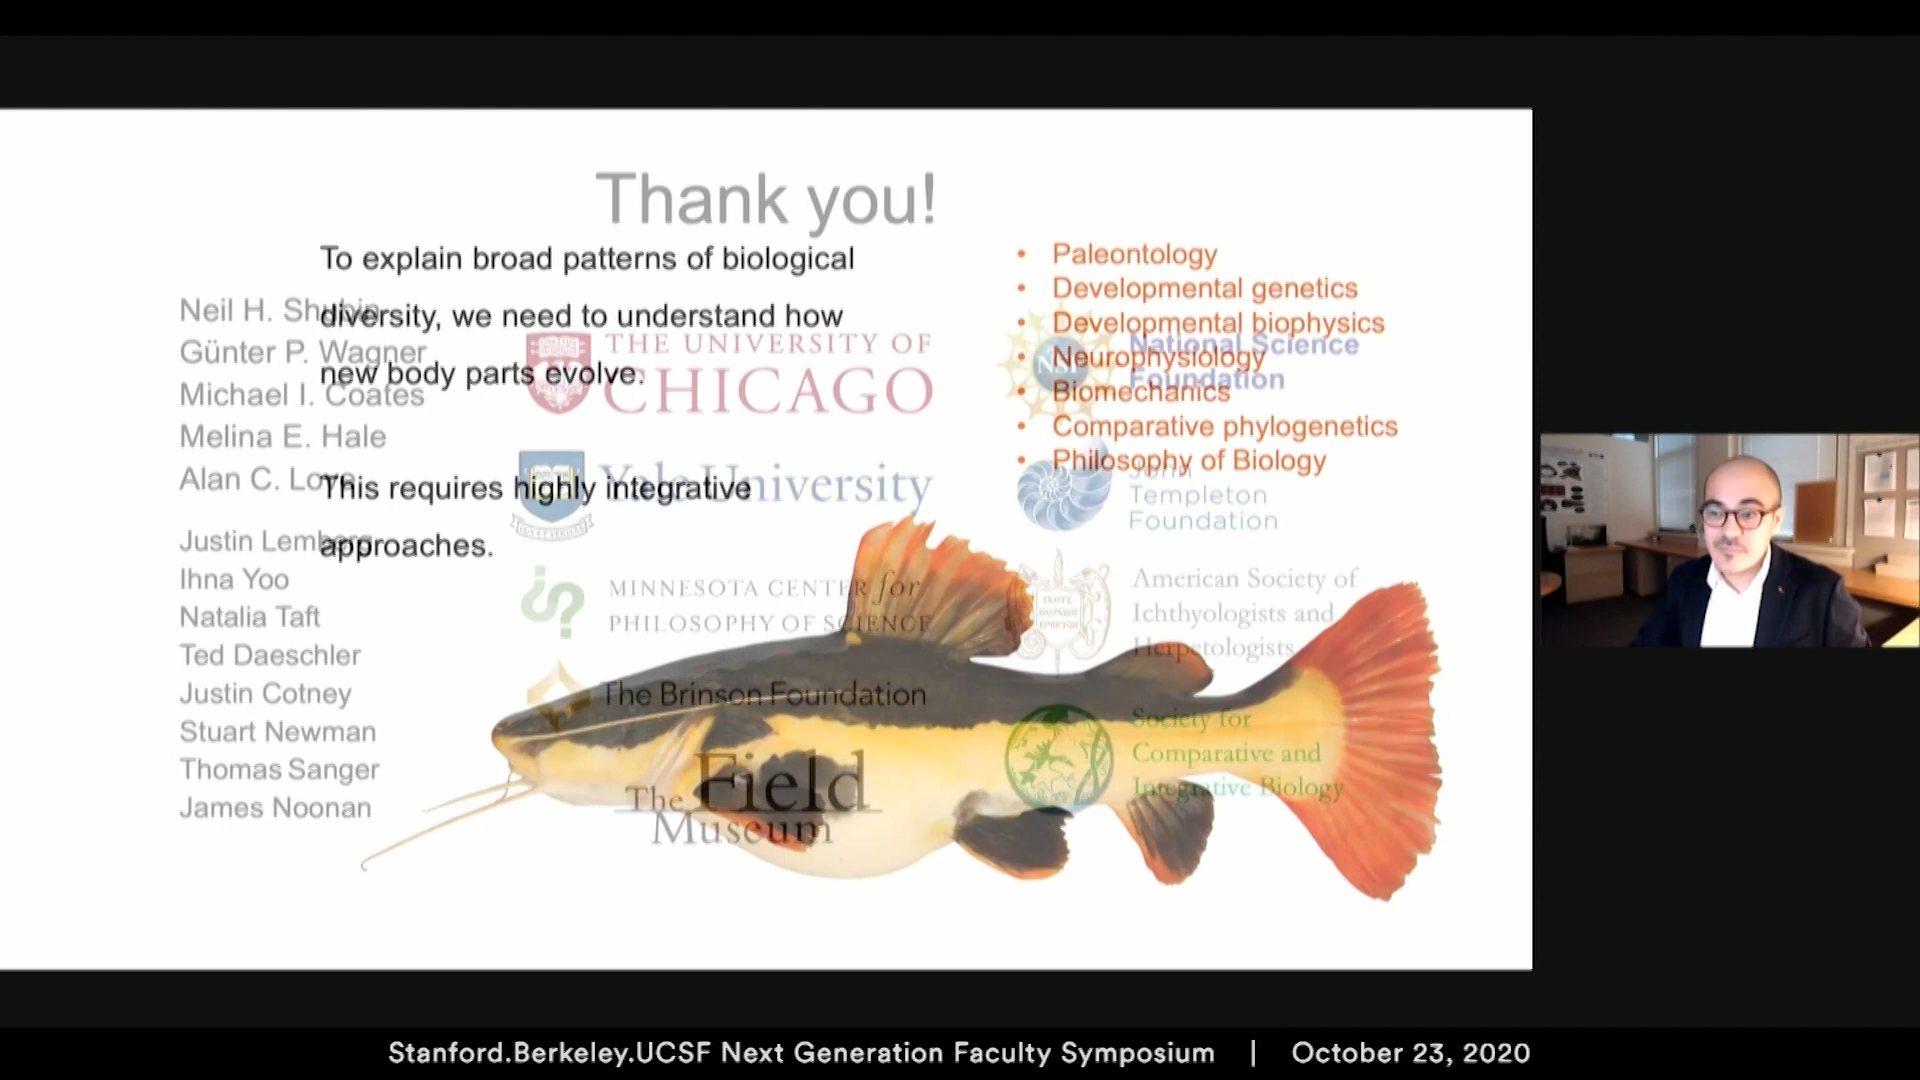 Thank you!
To explain broad patterns of biological
diversity, we need to understand how
new body parts evolve.
This requires highly integrative
approaches.
• Paleontology
• Developmental genetics
• Developmental biophysics
• Neurophysiology
• Biomechanics
• Comparative phylogenetics
• Philosophy of Biology
Neil H. Shubin
Günter P. Wagner
Michael I. Coates
Melina E. Hale
Alan C. Love
Justin Lemberg
Ihna Yoo
Natalia Taft
Ted Daeschler
Justin Cotney
Stuart Newman
Thomas Sanger
James Noonan
THE UNIVERSITY OF
CHICAGO
Yale University
MINNESOTA CENTER for
PHILOSOPHY OF SCIENCE
The Brinson Foundation
The Field
Museum
NSF
National Science
Foundation
John
Templeton
Foundation
American Society of
Ichthyologists and
Herpetologists
Society for
Comparative and
Integrative Biology
Stanford.Berkeley.UCSF Next Generation Faculty Symposium | October 23, 2020